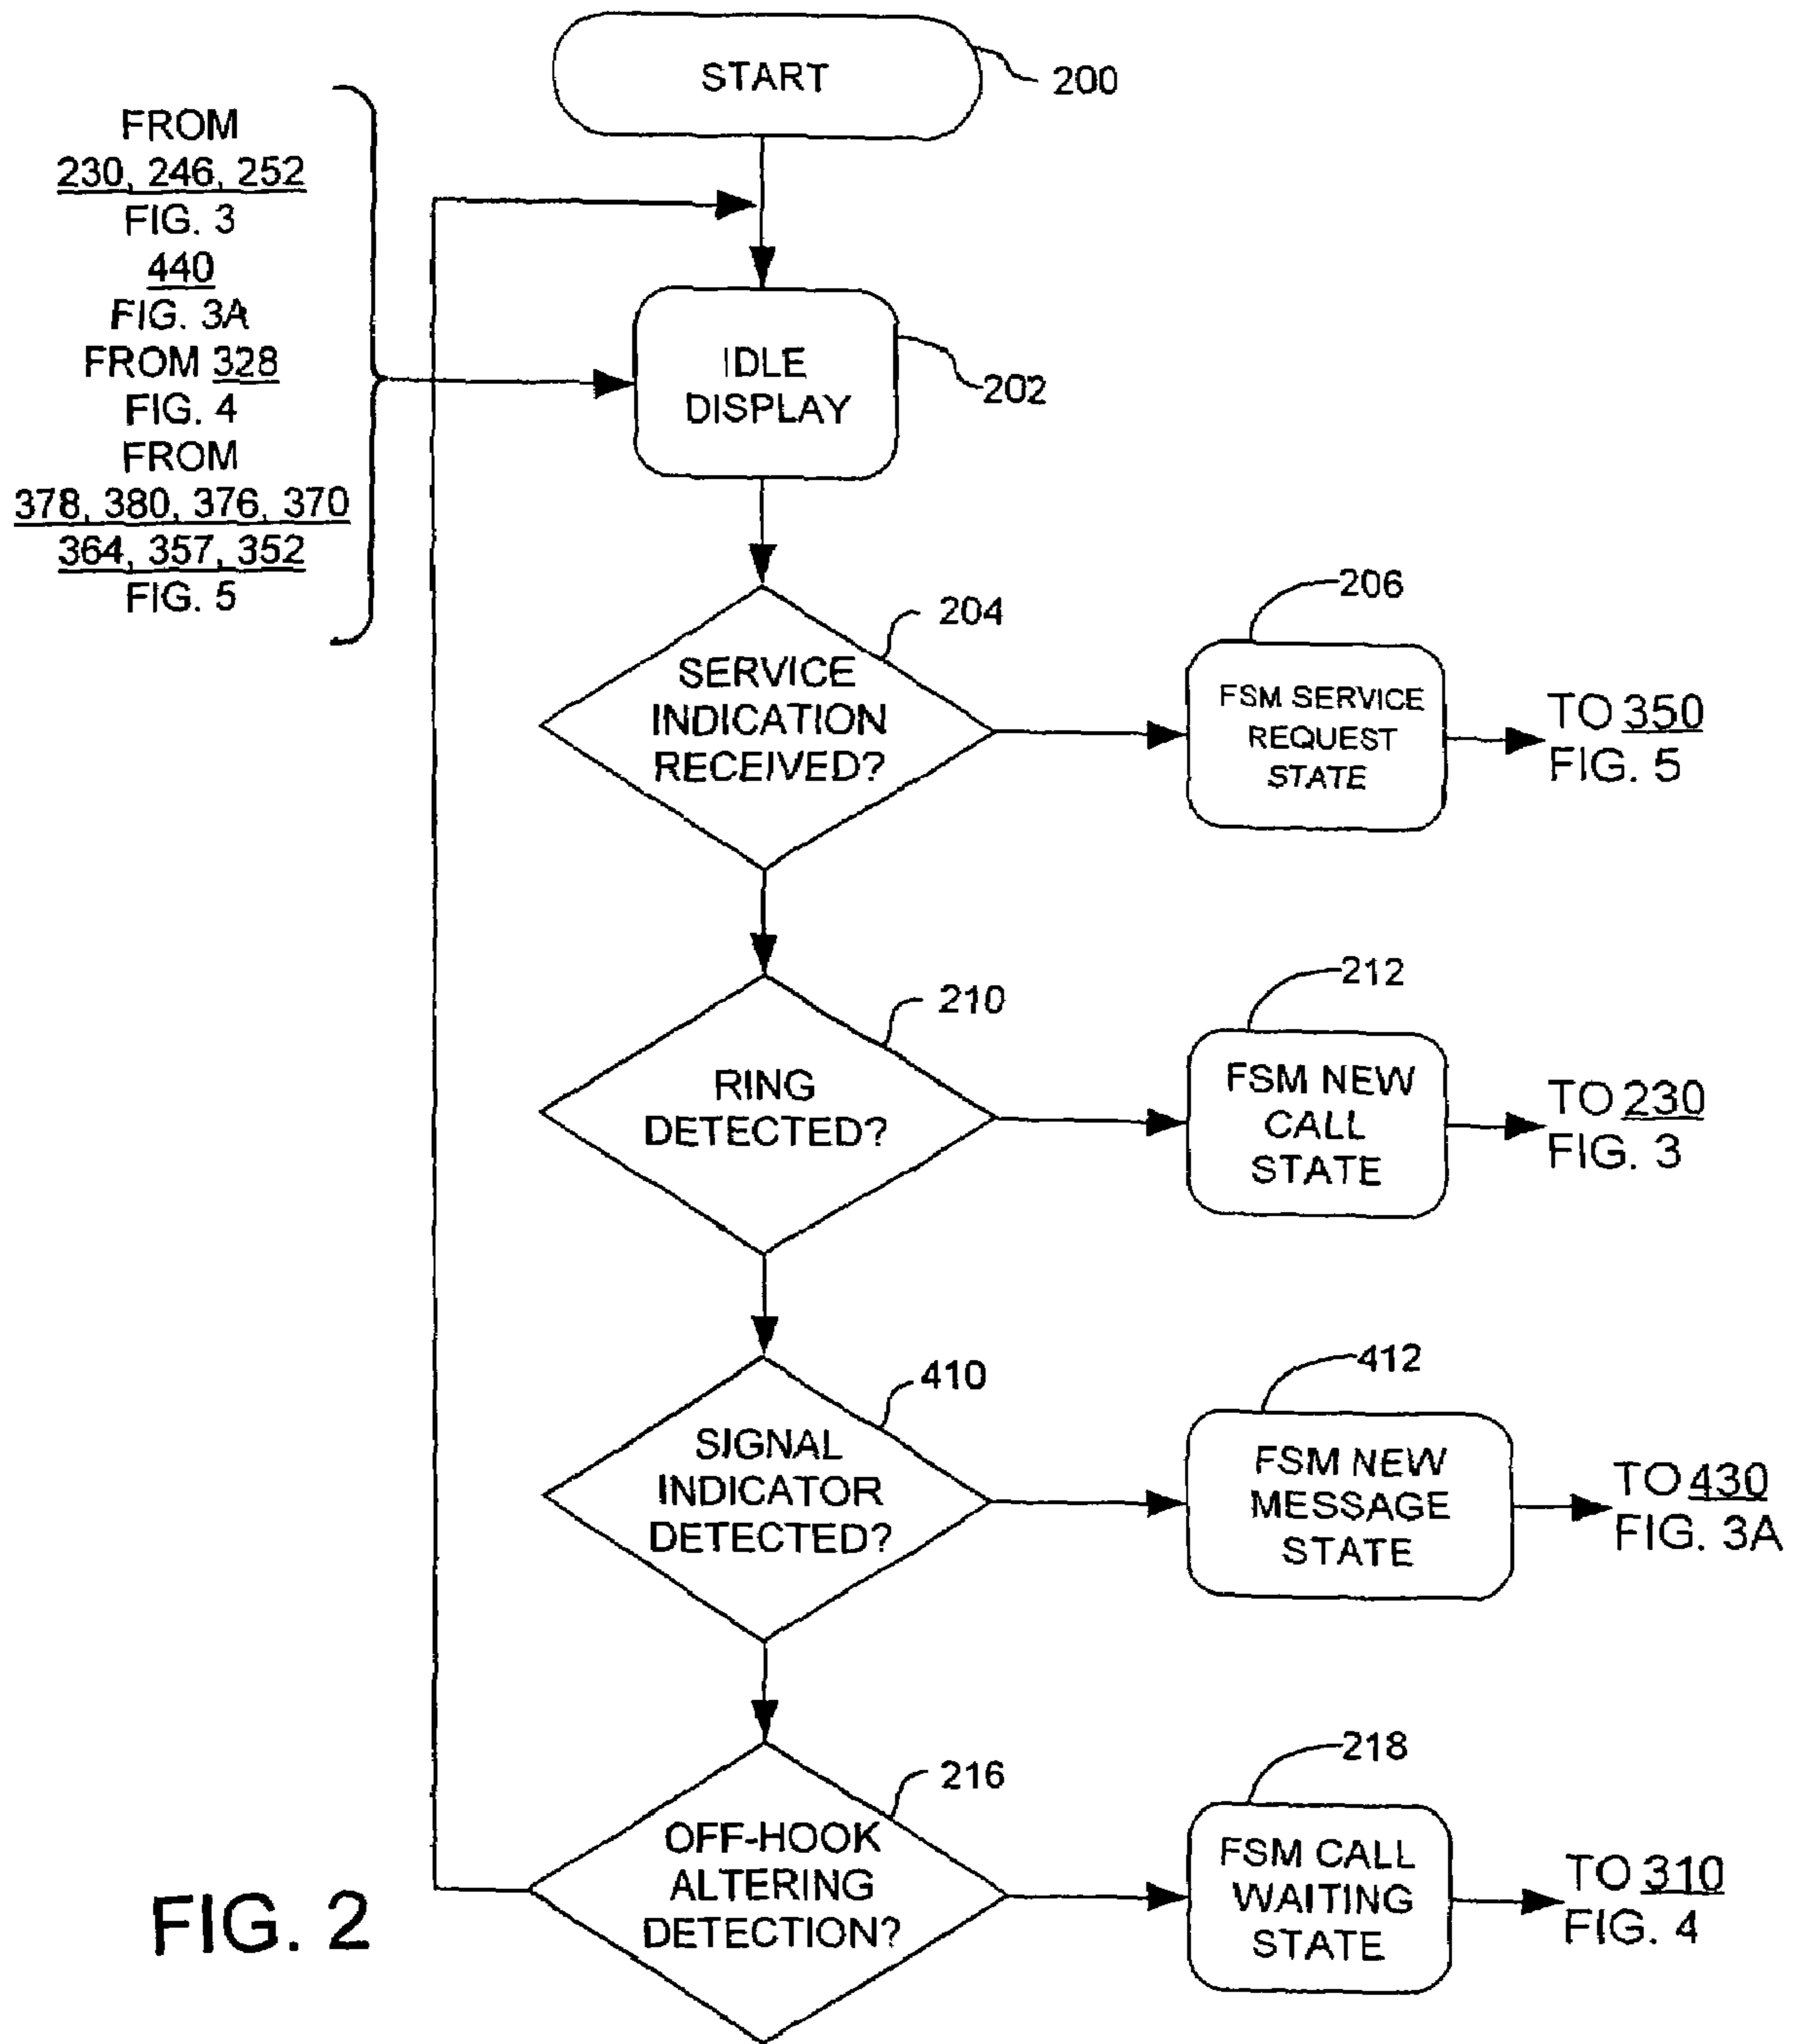 START
200
FROM
230, 246, 252
FIG. 3
440
FIG. 3A
FROM 328
FIG. 4
FROM
378, 380, 376, 370
364, 357, 352
FIG. 5
IDLE
DISPLAY
202
SERVICE
INDICATION
RECEIVED?
204
206
FSM SERVICE
REQUEST
STATE
TO 350
FIG. 5
RING
DETECTED?
210
212
FSM NEW
CALL
STATE
TO 230
FIG. 3
SIGNAL
INDICATOR
DETECTED?
410
412
FSM NEW
MESSAGE
STATE
TO 430
FIG. 3A
OFF-HOOK
ALTERING
DETECTION?
216
218
FSM CALL
WAITING
STATE
TO 310
FIG. 4
FIG. 2